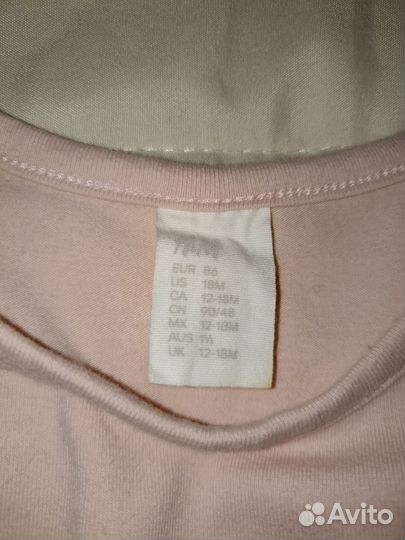 H&M
EUR 86
US 18M
CA 12-18M
CN 90/48
MX 12-18M
AUS 1½
UK 12-18M
Avito